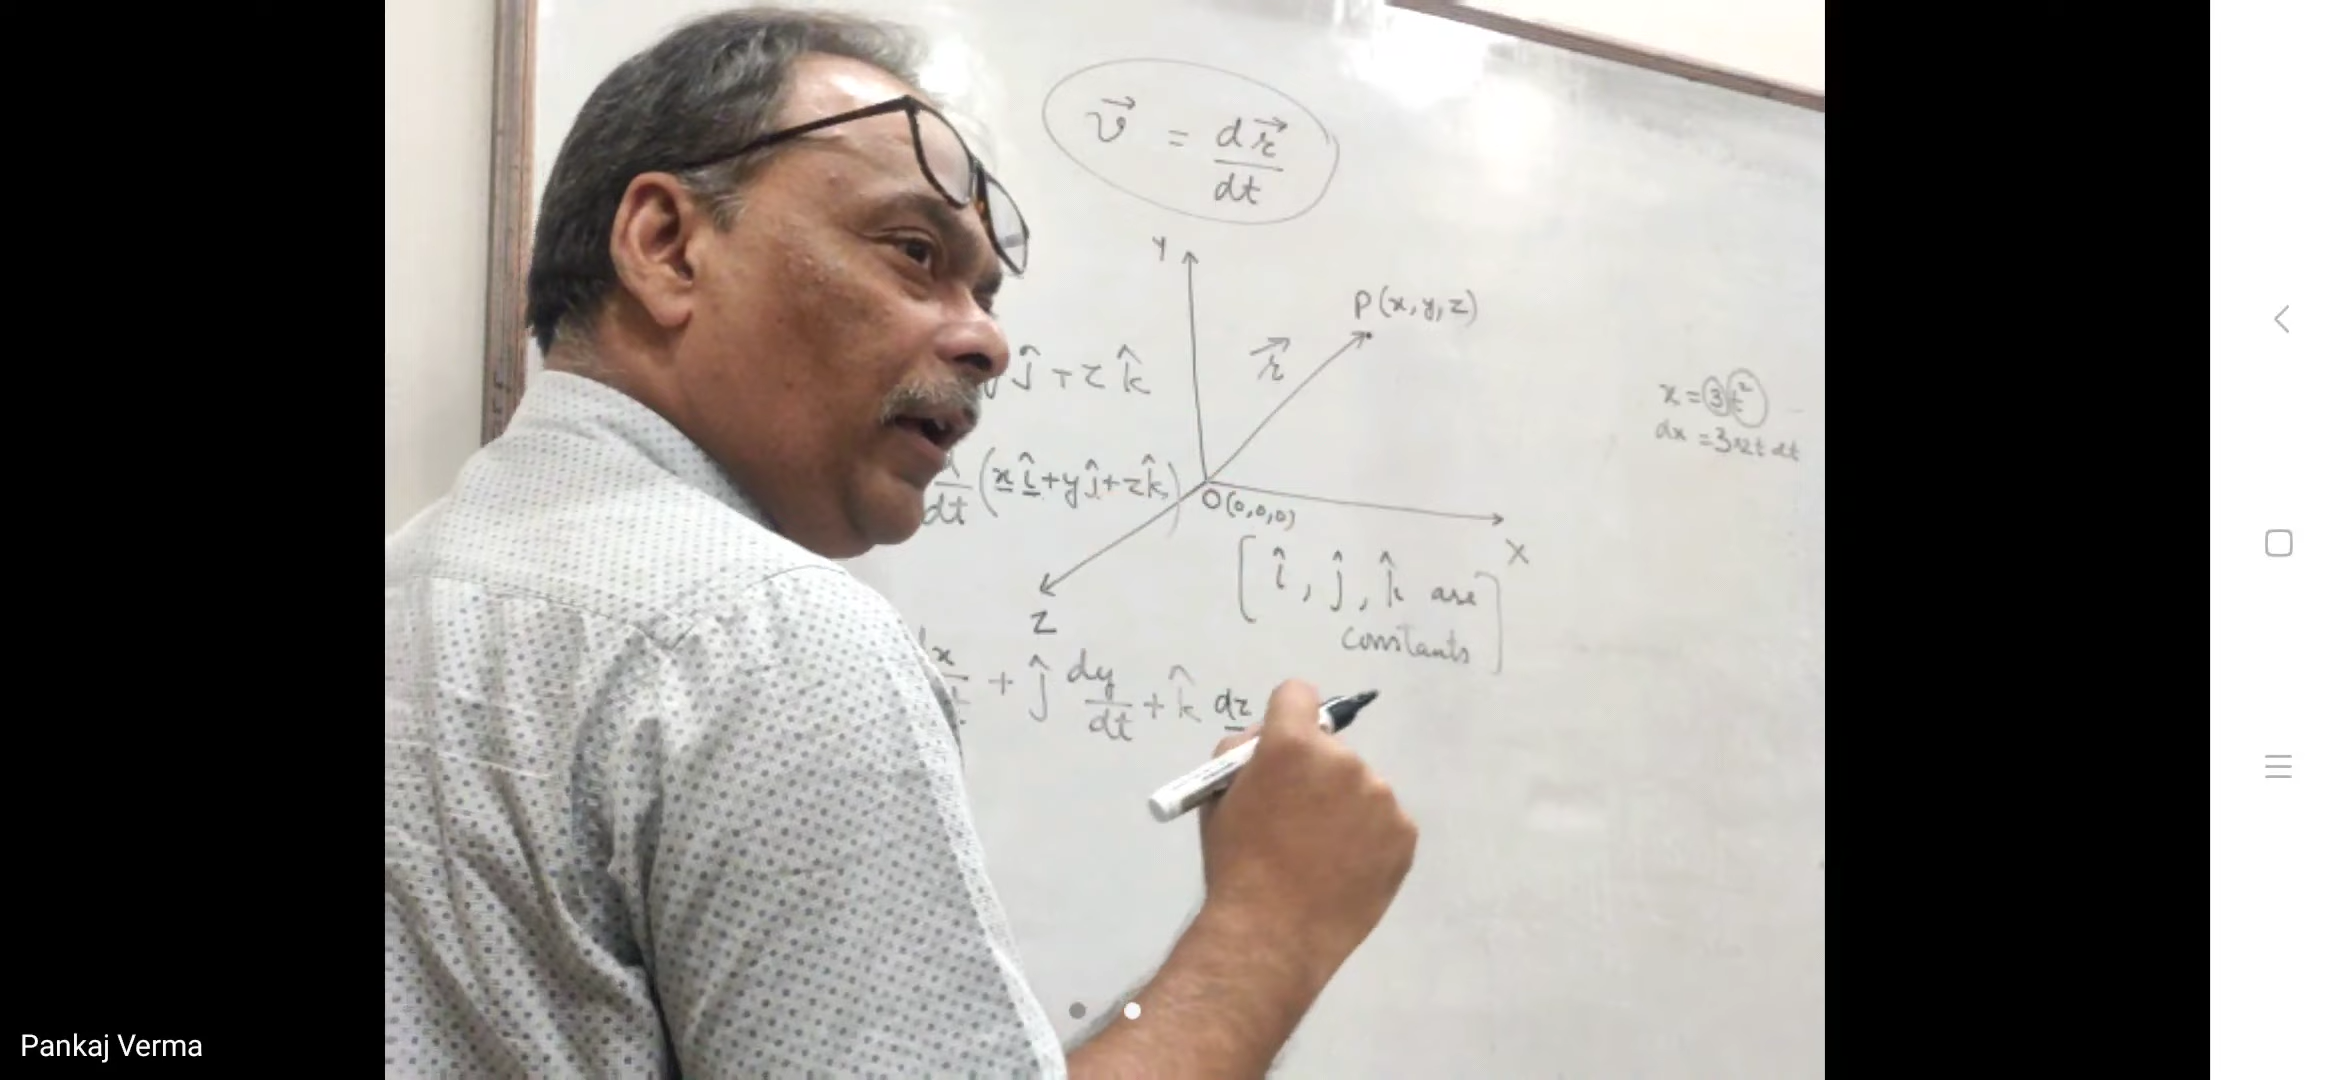 v⃗ = dr⃗/dt
Y
P(x,y,z)
r⃗
ĵ + z k̂
x = 3t²
dx = 3×2t dt
d/dt (x î + y ĵ + z k̂)
O(0,0,0)
X
[î, ĵ, k̂ are
constants]
Z
+ ĵ dy/dt + k̂ dz
Pankaj Verma